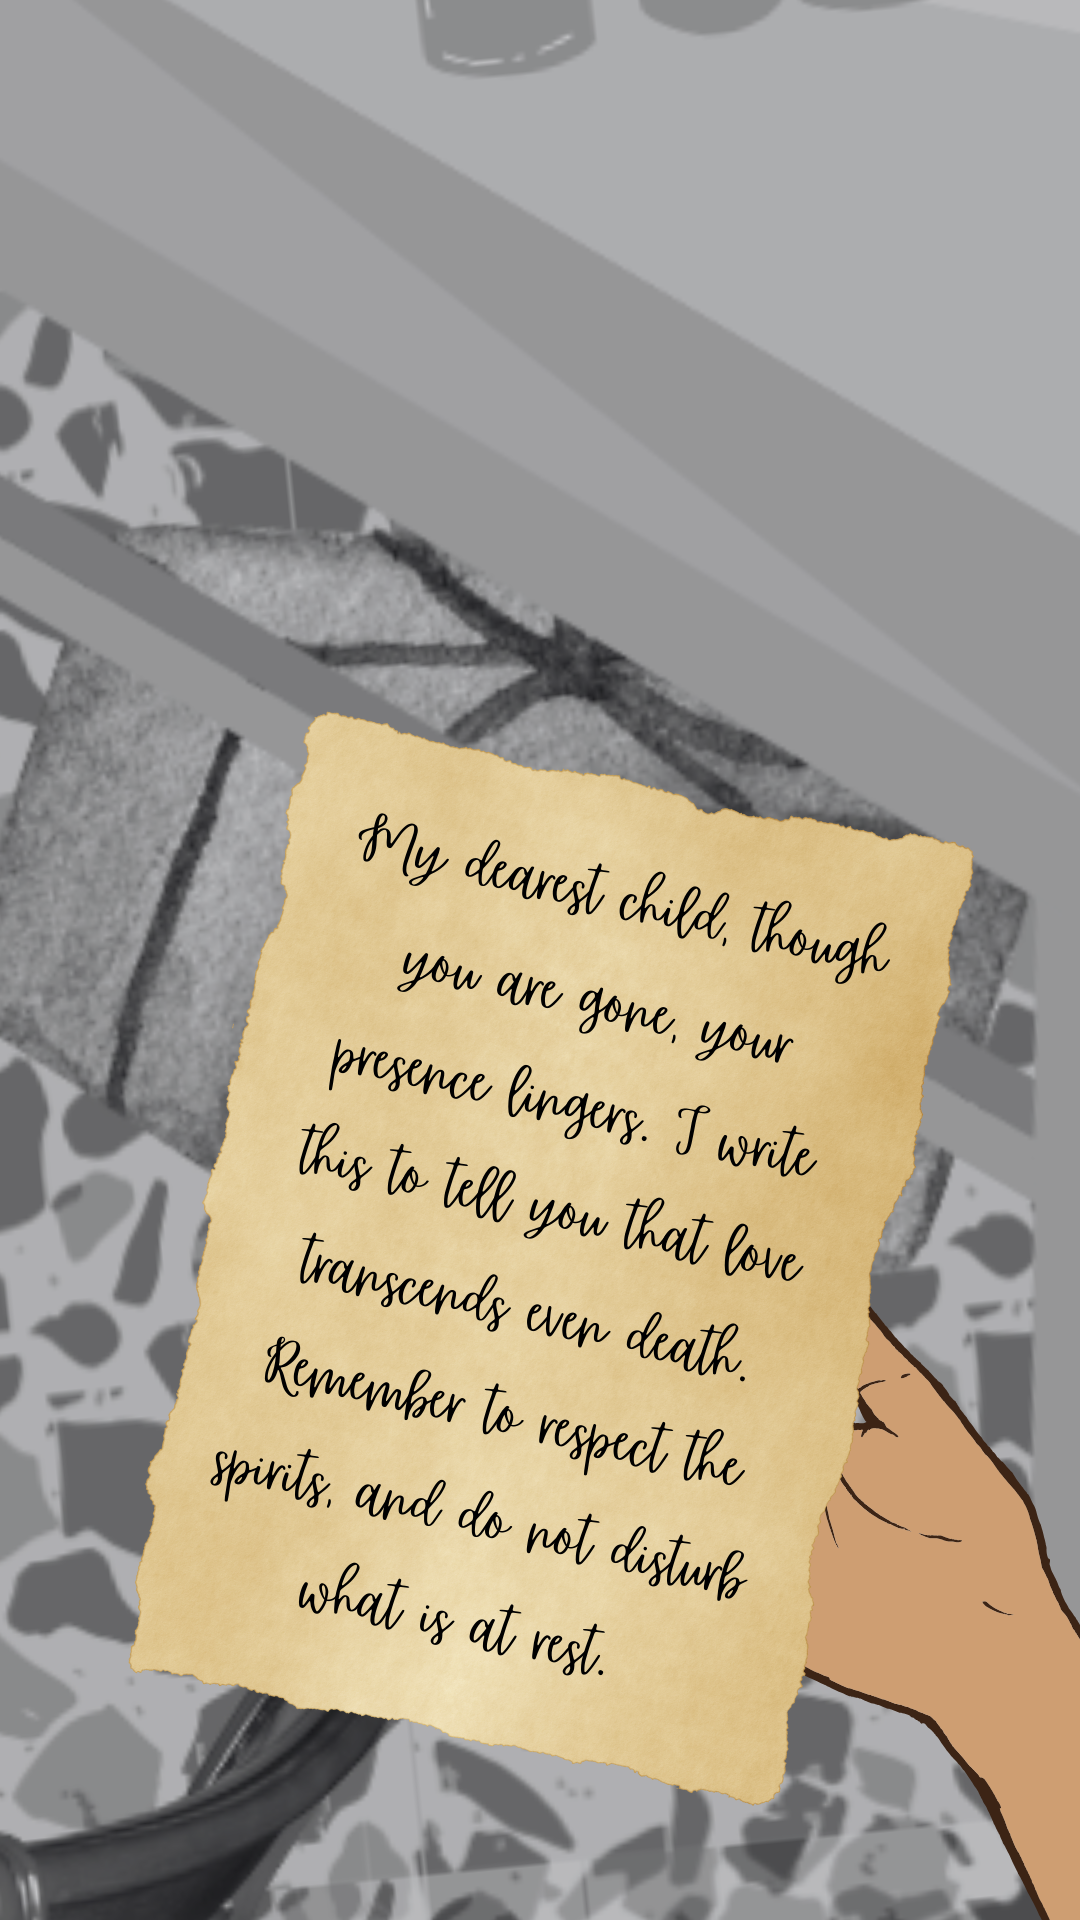 My dearest child, though
you are gone, your
presence lingers. I write
this to tell you that love
transcends even death.
Remember to respect the
spirits, and do not disturb
what is at rest.